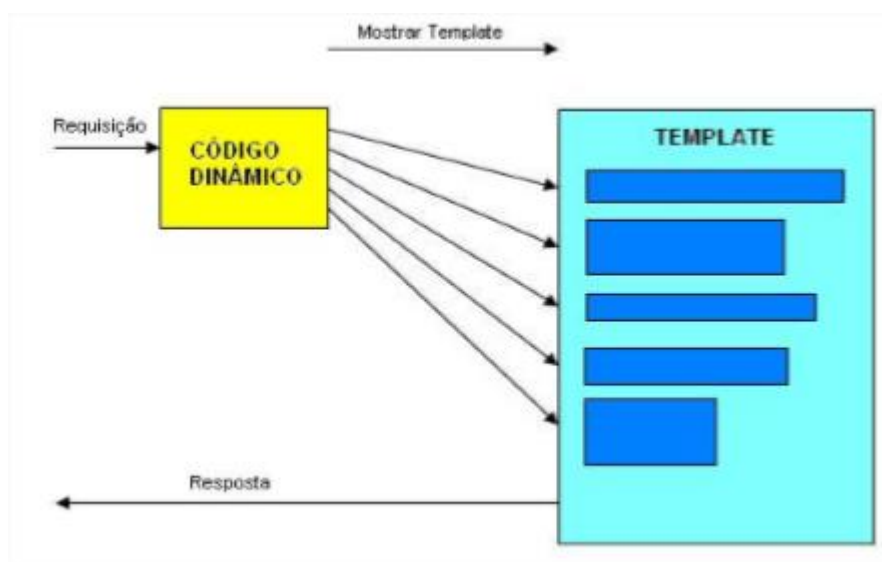 Mostrar Template
Requisição
CÓDIGO
DINÂMICO
TEMPLATE
Resposta